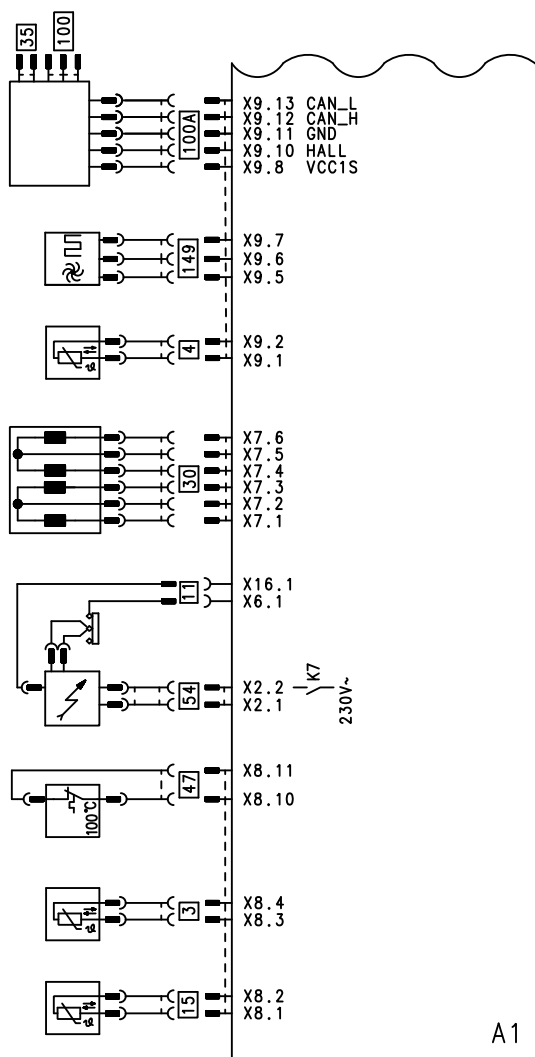 35
100
100A
X9.13 CAN_L
X9.12 CAN_H
X9.11 GND
X9.10 HALL
X9.8 VCC1S
149
X9.7
X9.6
X9.5
ϑ
4
X9.2
X9.1
30
X7.6
X7.5
X7.4
X7.3
X7.2
X7.1
11
X16.1
X6.1
54
X2.2
X2.1
K7
230V~
47
X8.11
X8.10
100°C
ϑ
3
X8.4
X8.3
ϑ
15
X8.2
X8.1
A1